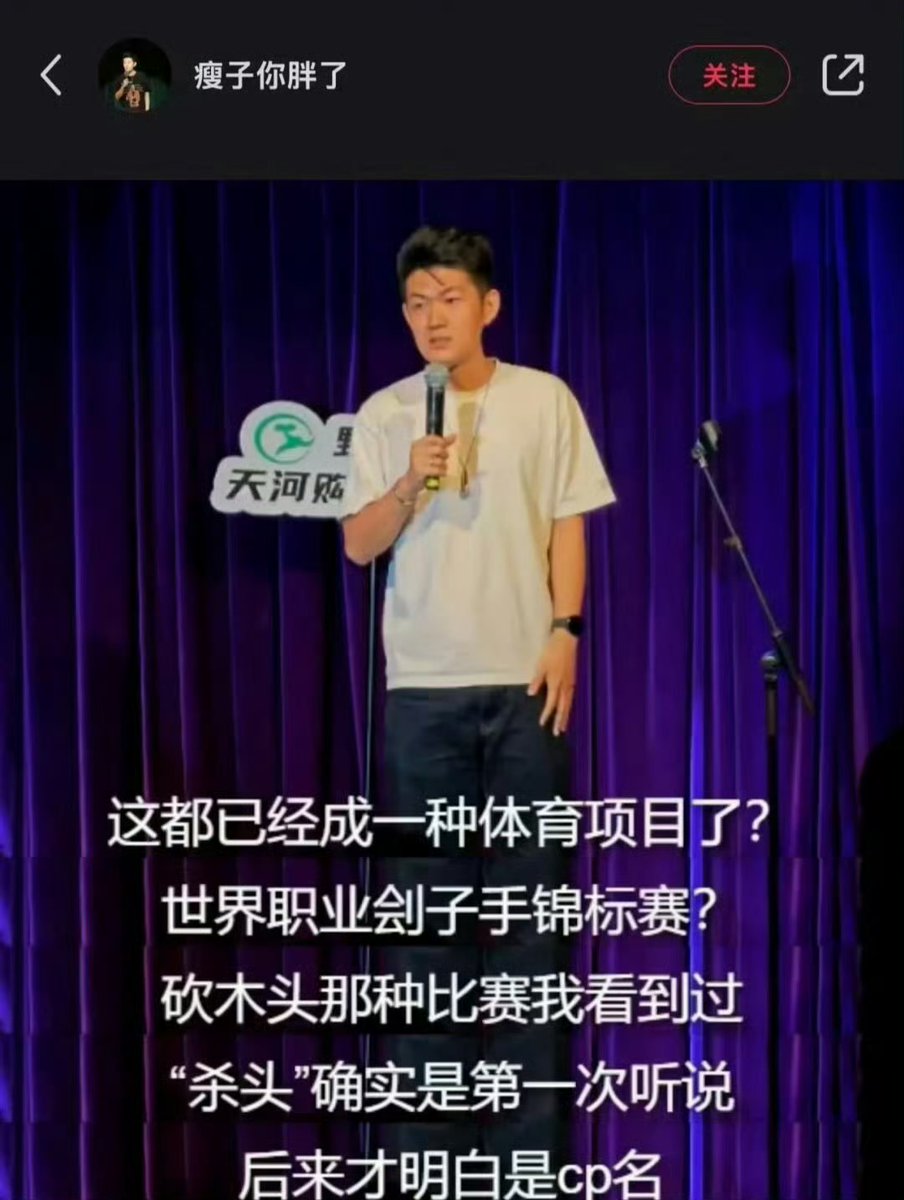 瘦子你胖了
关注
天河购
这都已经成一种体育项目了？
世界职业刽子手锦标赛？
砍木头那种比赛我看到过
“杀头”确实是第一次听说
后来才明白是cp名